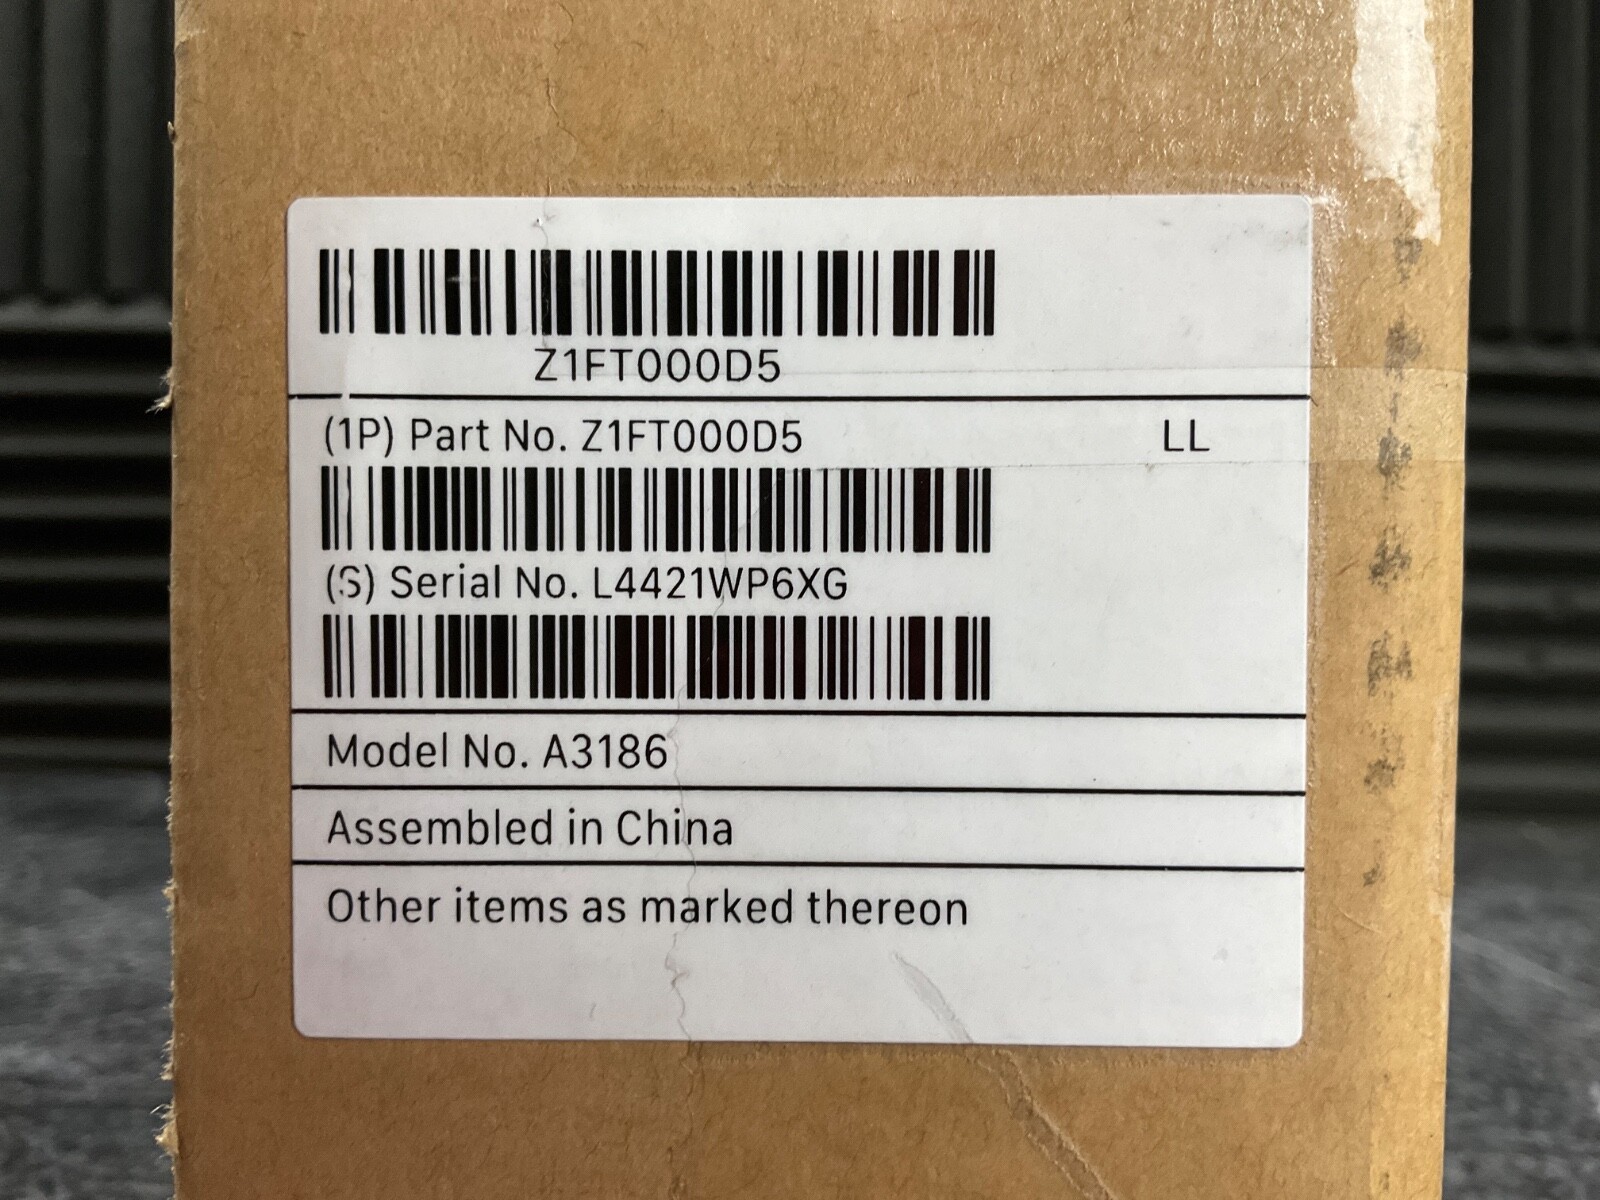 Z1FT000D5
(1P) Part No. Z1FT000D5 LL
(S) Serial No. L4421WP6XG
Model No. A3186
Assembled in China
Other items as marked thereon